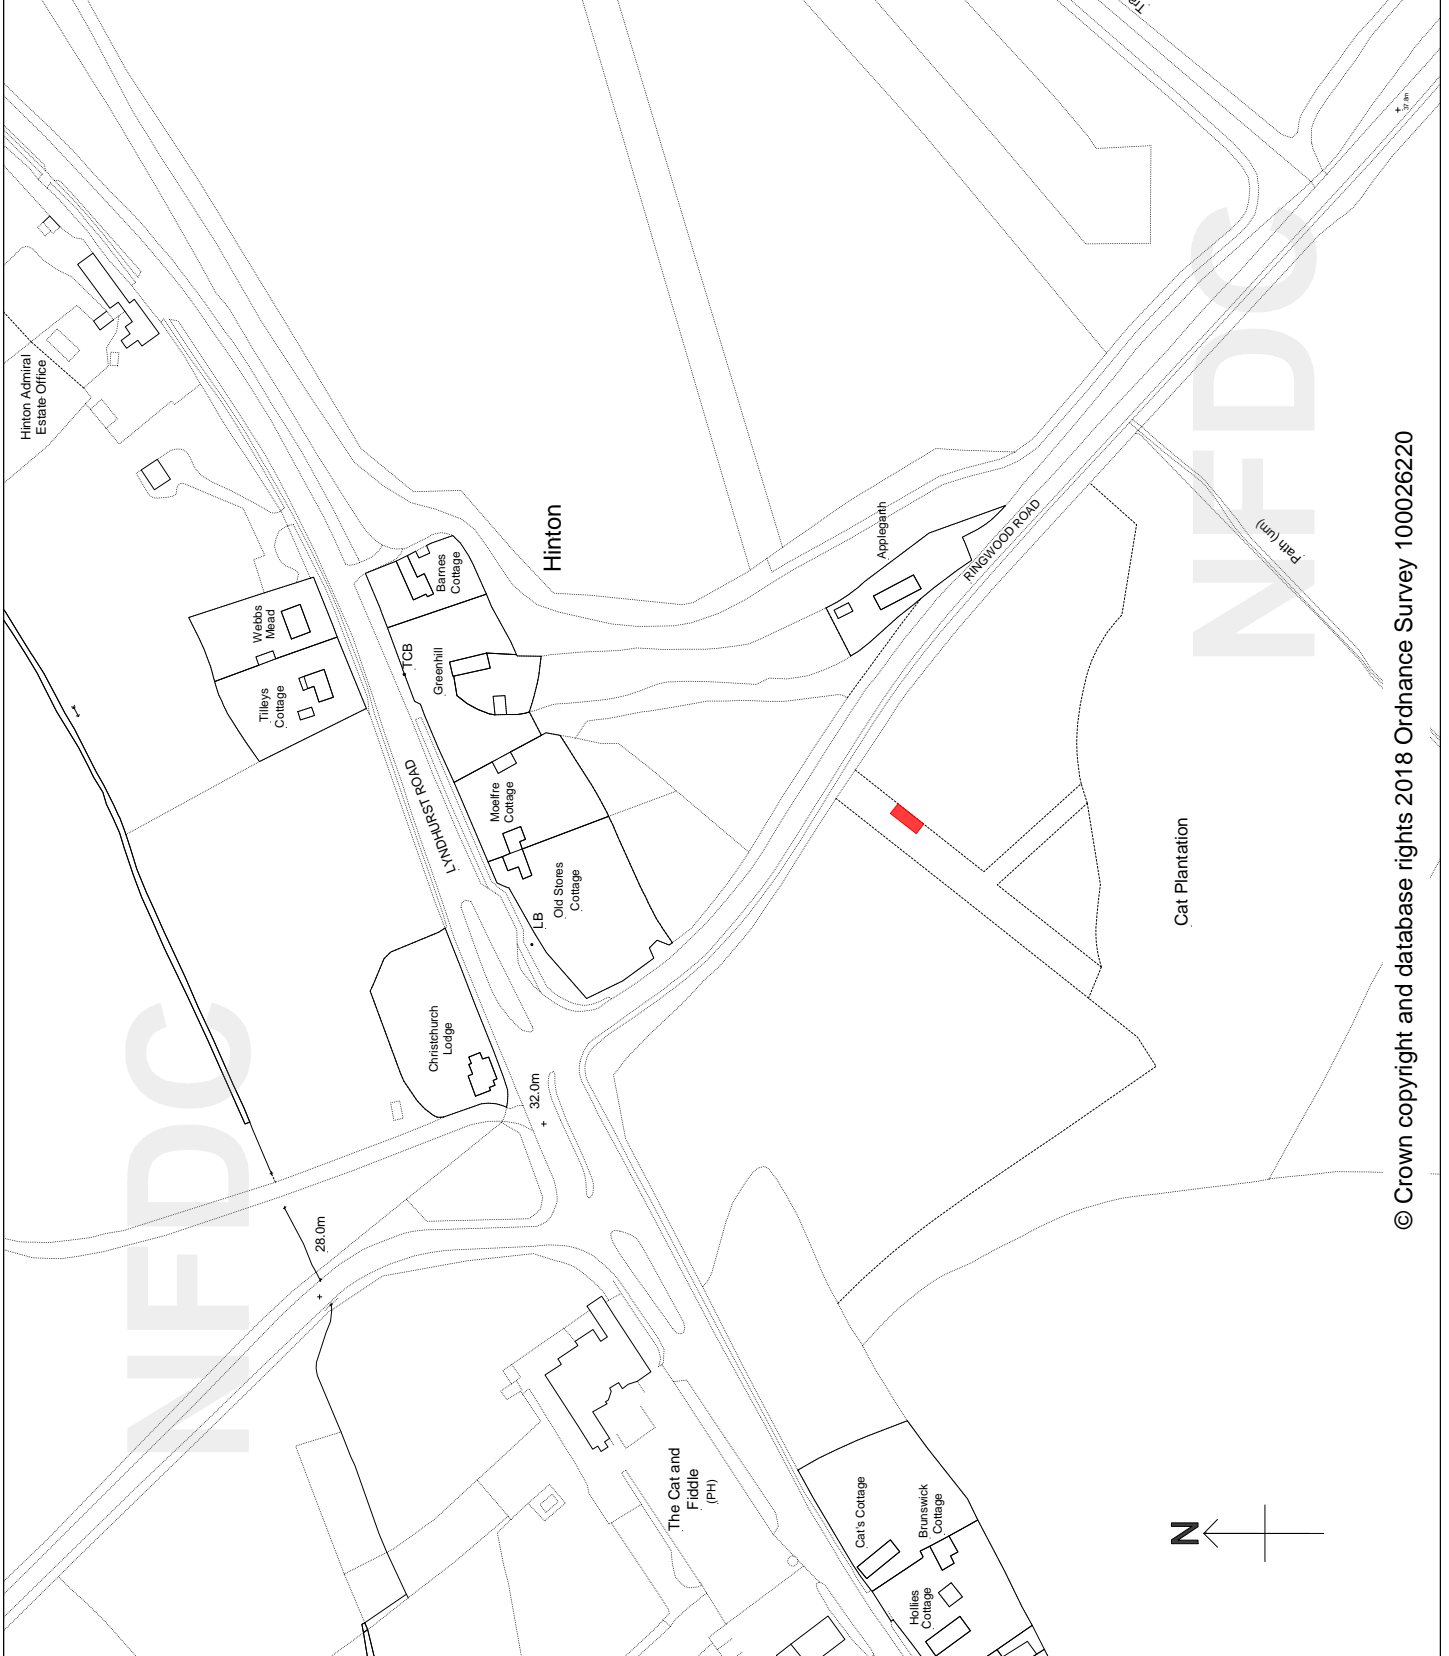 Hinton Admiral
Estate Office
Webbs
Mead
Tilleys
Cottage
Barnes
Cottage
TCB
Greenhill
Hinton
LYNDHURST ROAD
Moelfre
Cottage
LB
Old Stores
Cottage
Christchurch
Lodge
32.0m
28.0m
Applegarth
RINGWOOD ROAD
37.8m
Path (um)
Cat Plantation
The Cat and
Fiddle
(PH)
Cat's Cottage
Brunswick
Cottage
Hollies
Cottage
N
NFDC
NFDC
© Crown copyright and database rights 2018 Ordnance Survey 100026220